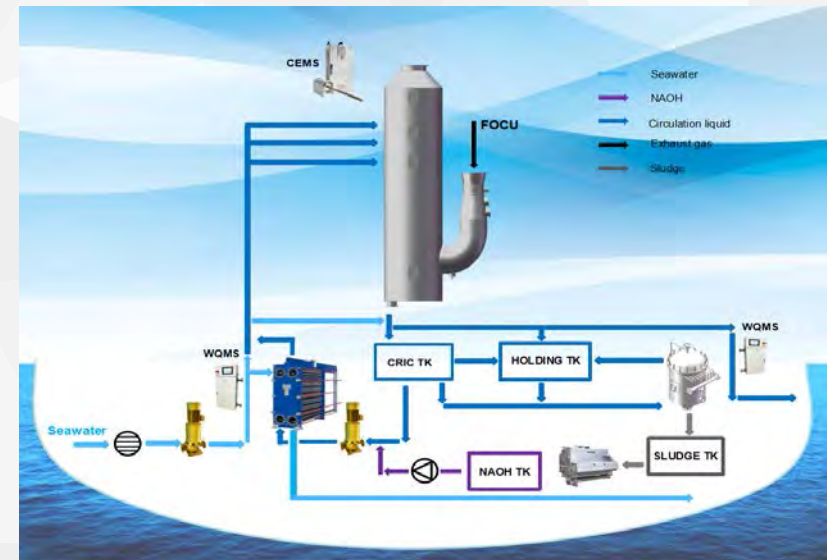 CEMS
Seawater
NAOH
FOCU
Circulation liquid
Exhaust gas
Sludge
WQMS
WQMS
CRIC TK
HOLDING TK
Seawater
SLUDGE TK
NAOH TK